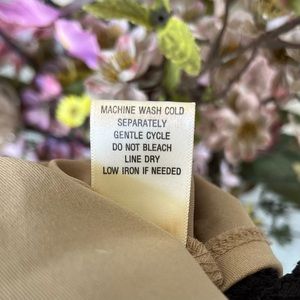 MACHINE WASH COLD
SEPARATELY
GENTLE CYCLE
DO NOT BLEACH
LINE DRY
LOW IRON IF NEEDED